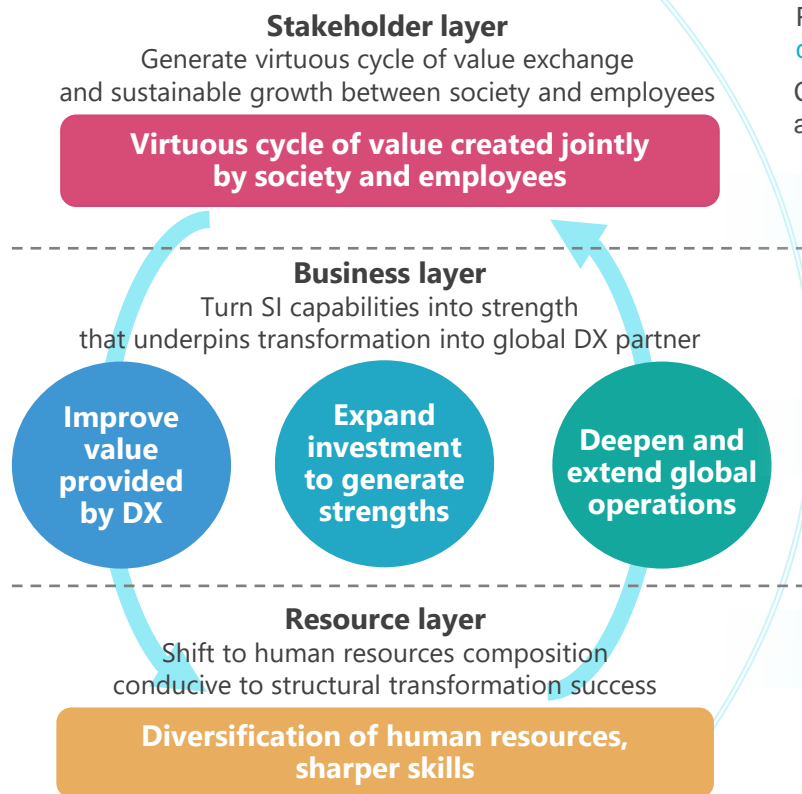 Stakeholder layer
Generate virtuous cycle of value exchange
and sustainable growth between society and employees
Virtuous cycle of value created jointly
by society and employees
Business layer
Turn SI capabilities into strength
that underpins transformation into global DX partner
Improve
value
provided
by DX
Expand
investment
to generate
strengths
Deepen and
extend global
operations
Resource layer
Shift to human resources composition
conducive to structural transformation success
Diversification of human resources,
sharper skills